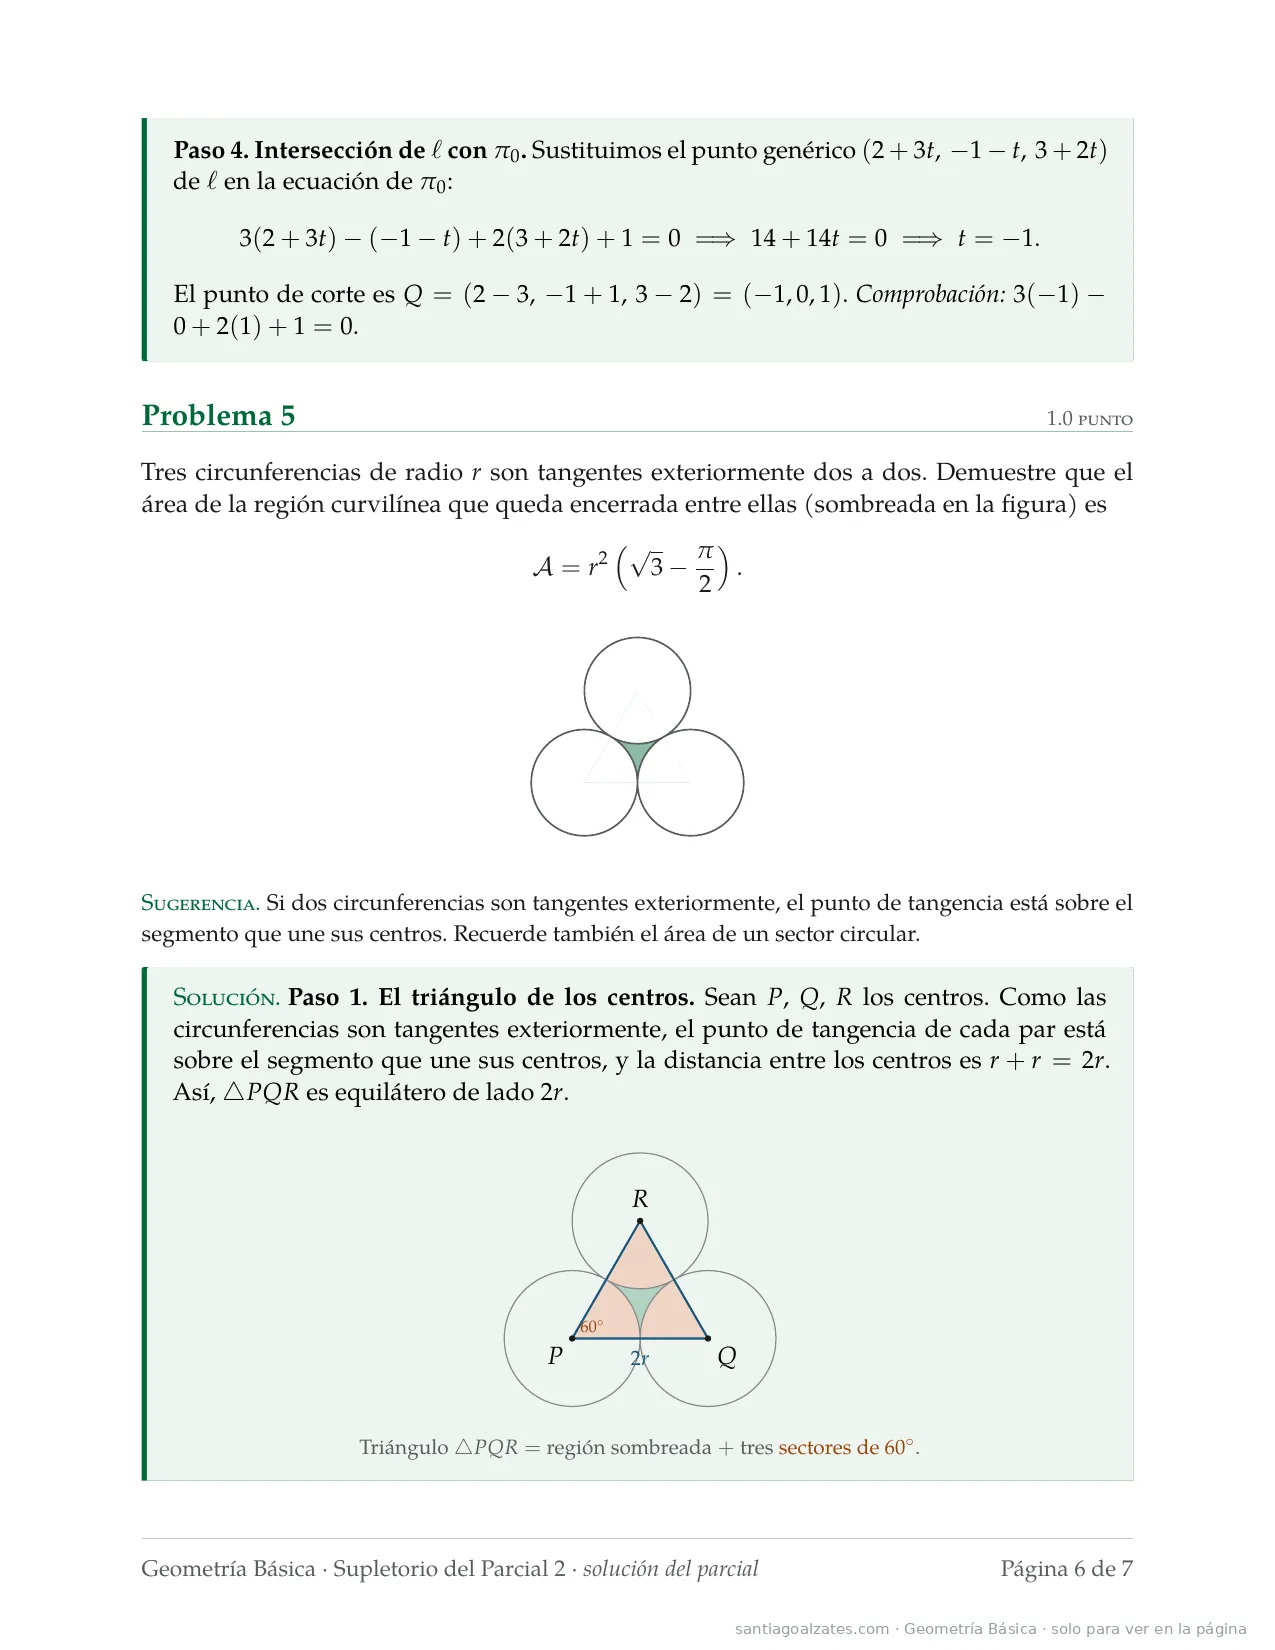 Paso 4. Intersección de ℓ con π₀. Sustituimos el punto genérico (2 + 3t, −1 − t, 3 + 2t)
de ℓ en la ecuación de π₀:
3(2 + 3t) − (−1 − t) + 2(3 + 2t) + 1 = 0 ⟹ 14 + 14t = 0 ⟹ t = −1.
El punto de corte es Q = (2 − 3, −1 + 1, 3 − 2) = (−1, 0, 1). Comprobación: 3(−1) −
0 + 2(1) + 1 = 0.
Problema 5 1.0 PUNTO
Tres circunferencias de radio r son tangentes exteriormente dos a dos. Demuestre que el
área de la región curvilínea que queda encerrada entre ellas (sombreada en la figura) es
𝒜 = r² (√3 − π/2).
SUGERENCIA. Si dos circunferencias son tangentes exteriormente, el punto de tangencia está sobre el
segmento que une sus centros. Recuerde también el área de un sector circular.
SOLUCIÓN. Paso 1. El triángulo de los centros. Sean P, Q, R los centros. Como las
circunferencias son tangentes exteriormente, el punto de tangencia de cada par está
sobre el segmento que une sus centros, y la distancia entre los centros es r + r = 2r.
Así, △PQR es equilátero de lado 2r.
R
60°
P 2r Q
Triángulo △PQR = región sombreada + tres sectores de 60°.
Geometría Básica · Supletorio del Parcial 2 · solución del parcial Página 6 de 7
santiagoalzates.com · Geometría Básica · solo para ver en la página